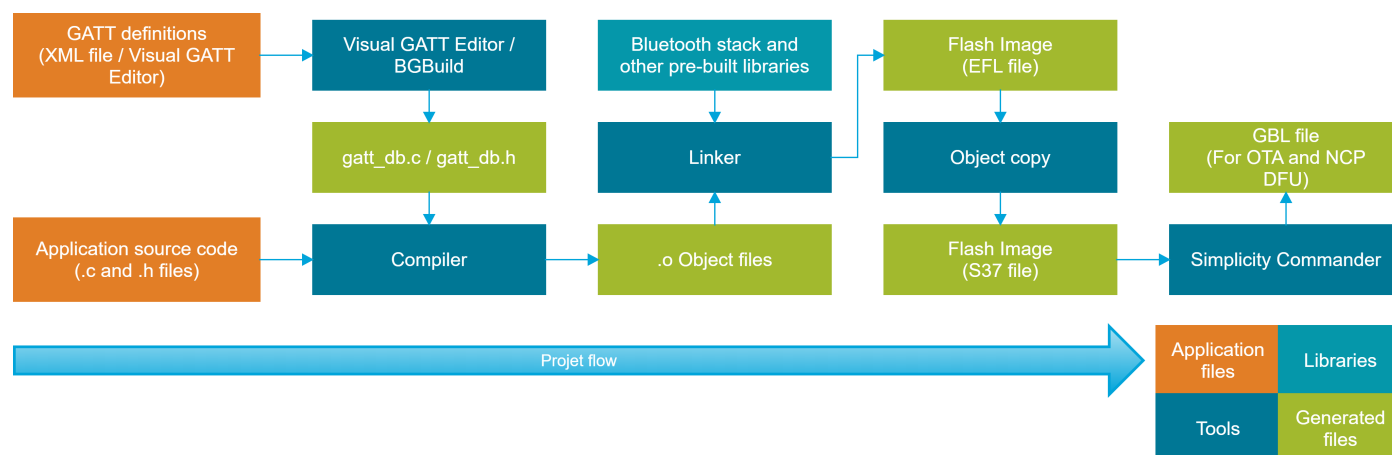 GATT definitions
(XML file / Visual GATT
Editor)
Visual GATT Editor /
BGBuild
Bluetooth stack and
other pre-built libraries
Flash Image
(EFL file)
gatt_db.c / gatt_db.h
Linker
Object copy
GBL file
(For OTA and NCP
DFU)
Application source code
(.c and .h files)
Compiler
.o Object files
Flash Image
(S37 file)
Simplicity Commander
Projet flow
Application
files
Libraries
Tools
Generated
files